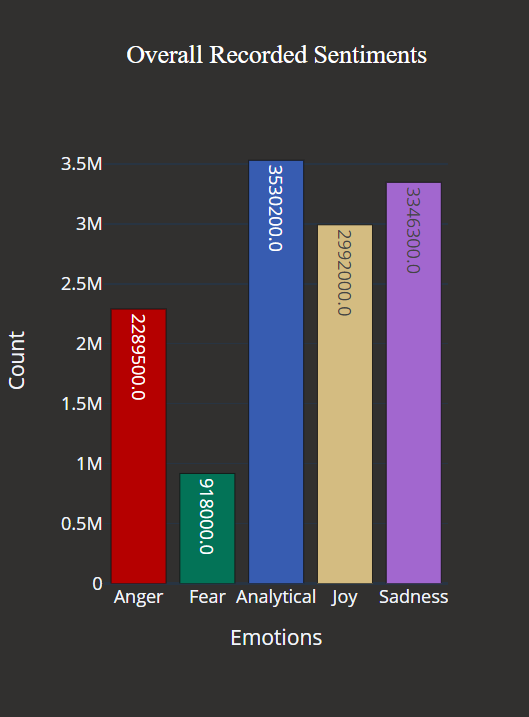 Overall Recorded Sentiments
3.5M
3M
2.5M
2M
1.5M
1M
0.5M
0
Count
2289500.0
918000.0
3530200.0
2992000.0
3346300.0
Anger Fear Analytical Joy Sadness
Emotions